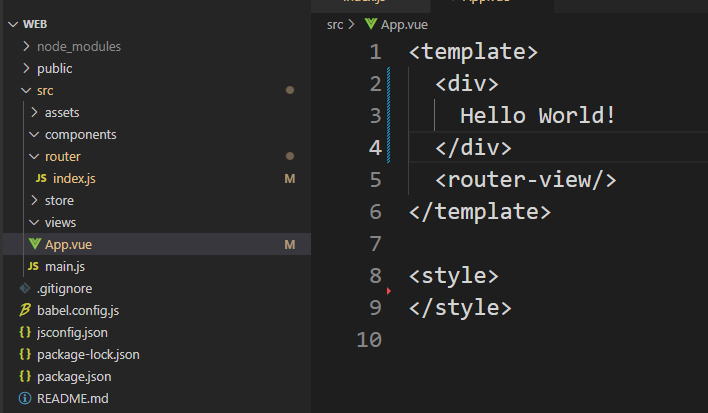 WEB
node_modules
public
src
assets
components
router
JS index.js M
store
views
App.vue M
JS main.js
.gitignore
babel.config.js
{} jsconfig.json
{} package-lock.json
{} package.json
README.md
src > App.vue
1 <template>
2 <div>
3 Hello World!
4 </div>
5 <router-view/>
6 </template>
7
8 <style>
9 </style>
10